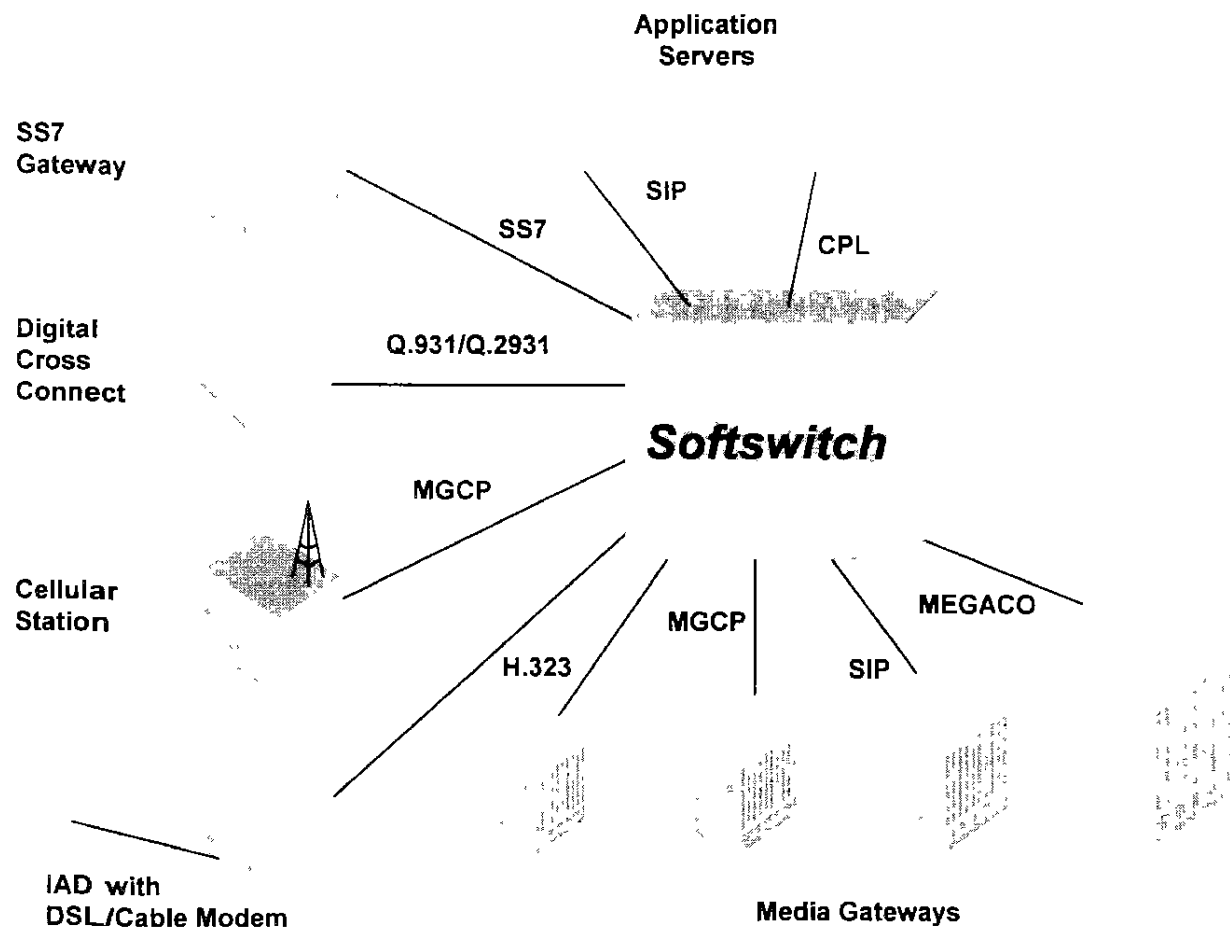 Application
Servers
SS7
Gateway
SIP
SS7
CPL
Digital
Cross
Connect
Q.931/Q.2931
Softswitch
MGCP
Cellular
Station
MEGACO
MGCP
H.323
SIP
IAD with
DSL/Cable Modem
Media Gateways